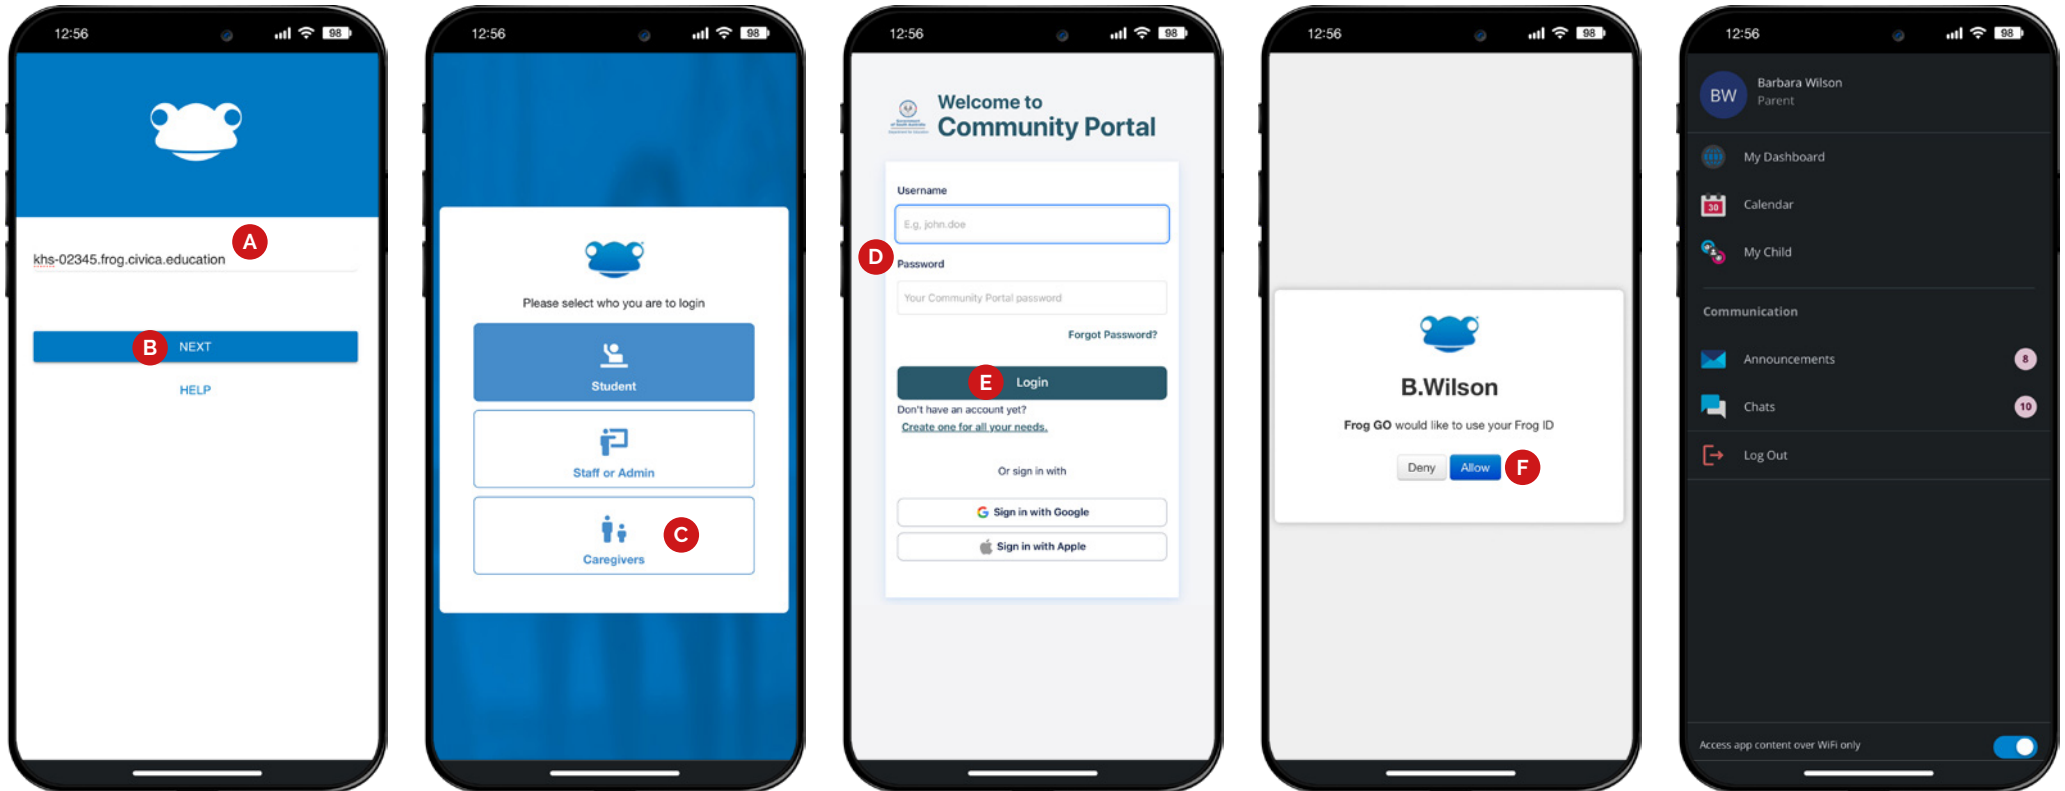 12:56
98
A
khs-02345.frog.civica.education
B
NEXT
HELP
12:56
98
Please select who you are to login
Student
Staff or Admin
Caregivers
C
12:56
98
Welcome to
Community Portal
Username
E.g, john.doe
D
Password
Your Community Portal password
Forgot Password?
E
Login
Don't have an account yet?
Create one for all your needs.
Or sign in with
Sign in with Google
Sign in with Apple
12:56
98
B.Wilson
Frog GO would like to use your Frog ID
Deny
Allow
F
12:56
98
BW
Barbara Wilson
Parent
My Dashboard
30
Calendar
My Child
Communication
Announcements
8
Chats
10
Log Out
Access app content over WiFi only